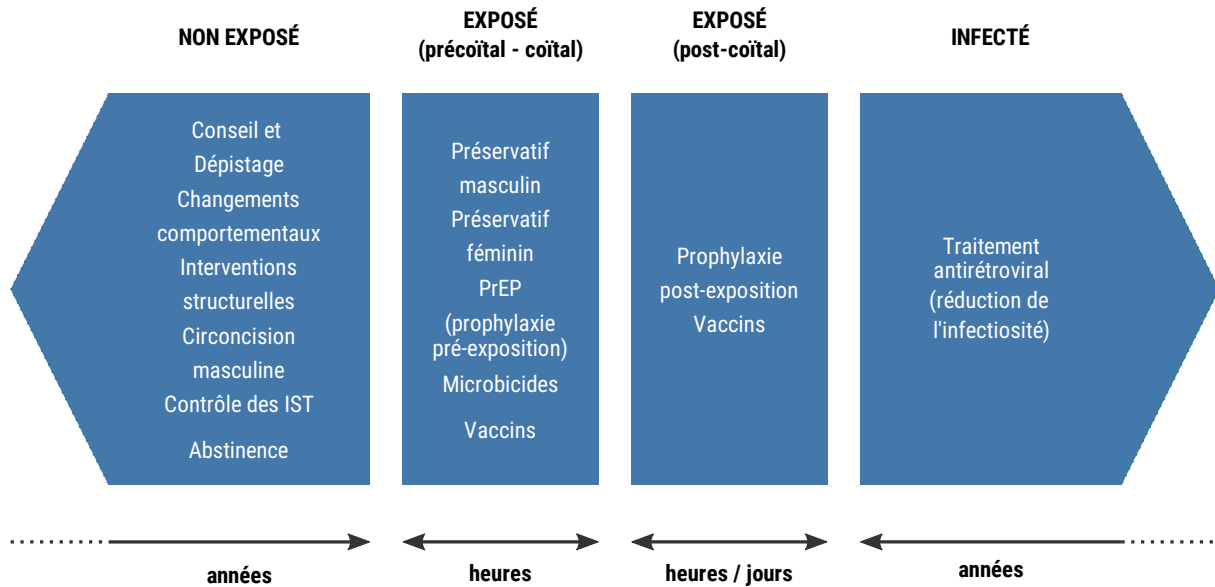 NON EXPOSÉ
EXPOSÉ
(précoïtal - coïtal)
EXPOSÉ
(post-coïtal)
INFECTÉ
Conseil et
Dépistage
Changements
comportementaux
Interventions
structurelles
Circoncision
masculine
Contrôle des IST
Abstinence
Préservatif
masculin
Préservatif
féminin
PrEP
(prophylaxie
pré-exposition)
Microbicides
Vaccins
Prophylaxie
post-exposition
Vaccins
Traitement
antirétroviral
(réduction de
l'infectiosité)
années
heures
heures / jours
années